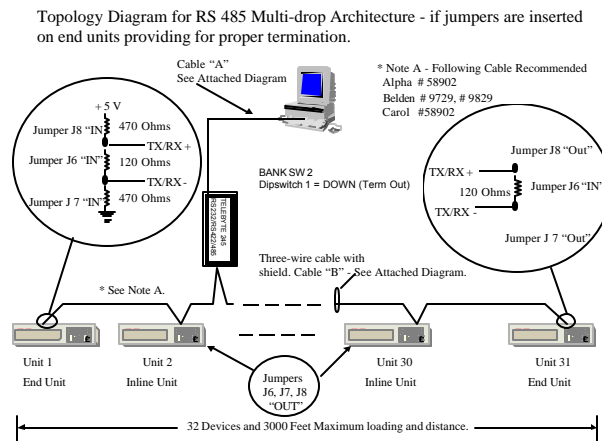 Topology Diagram for RS 485 Multi-drop Architecture - if jumpers are inserted
on end units providing for proper termination.
Cable “A”
See Attached Diagram
* Note A - Following Cable Recommended
Alpha # 58902
Belden # 9729, # 9829
Carol #58902
+ 5 V
Jumper J8 “IN”
470 Ohms
TX/RX +
Jumper J6 “IN”
120 Ohms
TX/RX -
Jumper J 7 “IN”
470 Ohms
BANK SW 2
Dipswitch 1 = DOWN (Term Out)
TELEBYTE 245
RS232/RS422/485
Jumper J8 “Out”
TX/RX +
120 Ohms
Jumper J6 “IN”
TX/RX -
Jumper J 7 “Out”
Three-wire cable with
shield. Cable “B” - See Attached Diagram.
* See Note A.
Unit 1
End Unit
Unit 2
Inline Unit
Jumpers
J6, J7, J8
“OUT”
Unit 30
Inline Unit
Unit 31
End Unit
32 Devices and 3000 Feet Maximum loading and distance.